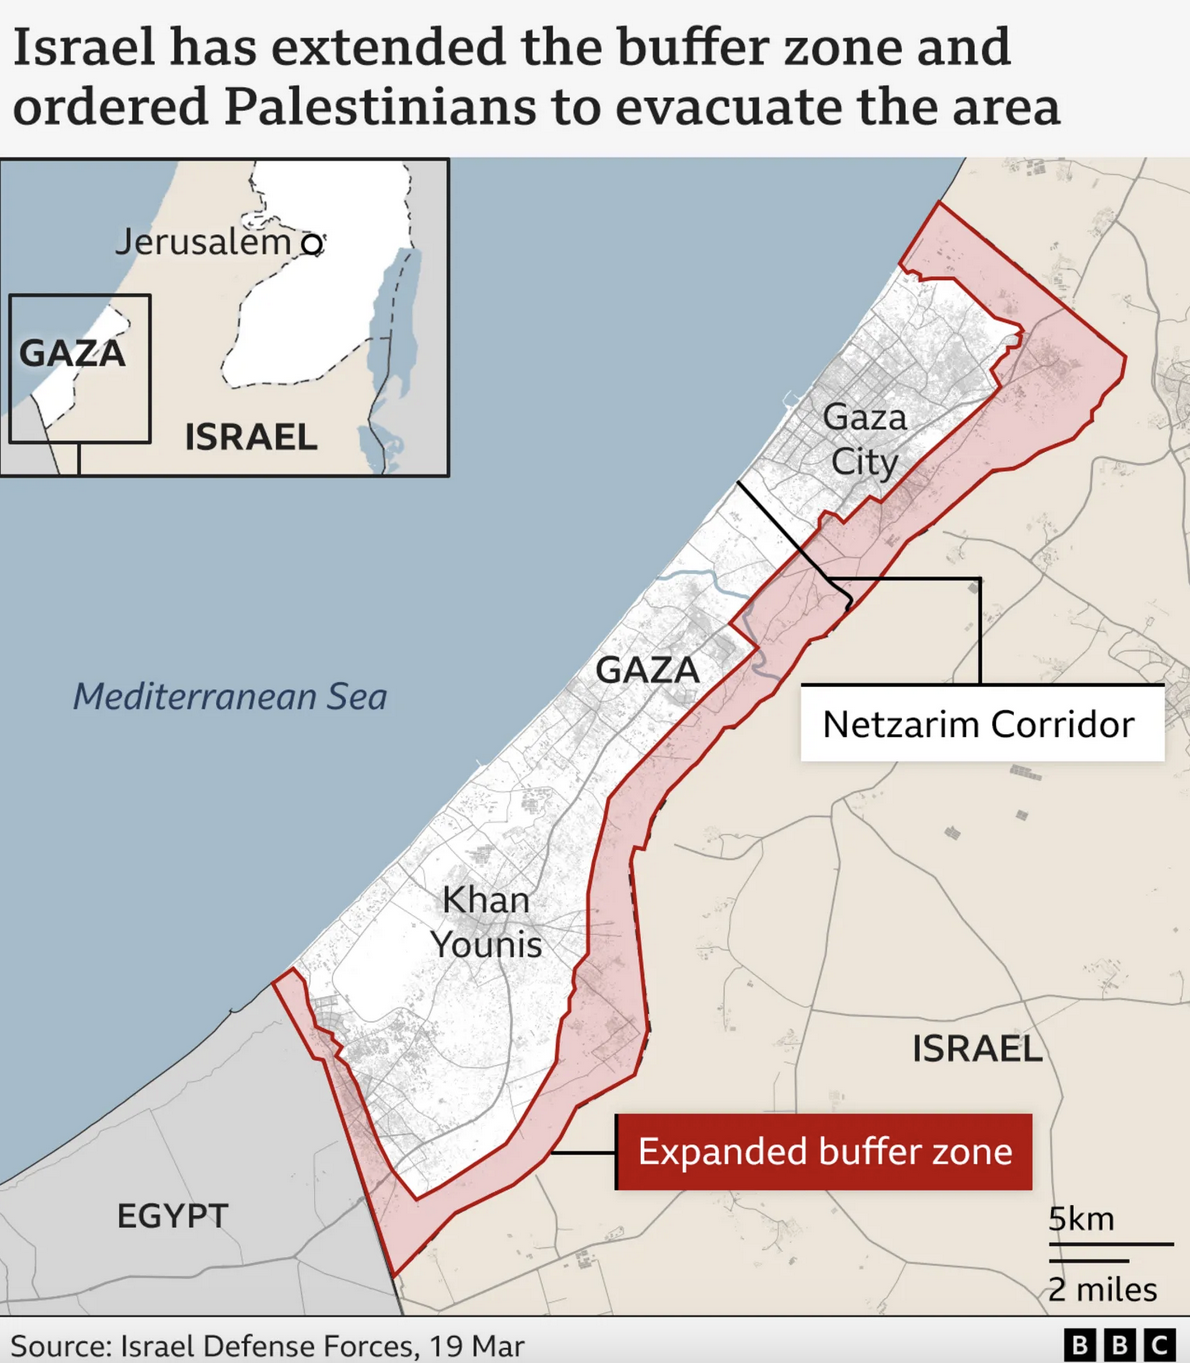 Israel has extended the buffer zone and
ordered Palestinians to evacuate the area
Jerusalem
GAZA
ISRAEL
Gaza
City
GAZA
Mediterranean Sea
Netzarim Corridor
Khan
Younis
ISRAEL
Expanded buffer zone
EGYPT
5km
2 miles
Source: Israel Defense Forces, 19 Mar
BBC